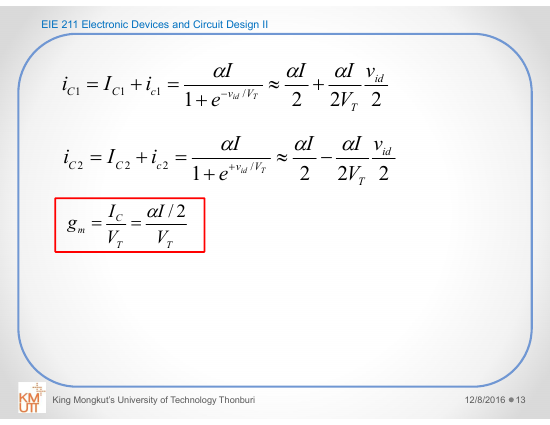 EIE 211 Electronic Devices and Circuit Design II
i_{C1} = I_{C1} + i_{c1} = \frac{\alpha I}{1 + e^{-v_{id}/V_T}} ≈ \frac{\alpha I}{2} + \frac{\alpha I}{2V_T} \frac{v_{id}}{2}
i_{C2} = I_{C2} + i_{c2} = \frac{\alpha I}{1 + e^{+v_{id}/V_T}} ≈ \frac{\alpha I}{2} - \frac{\alpha I}{2V_T} \frac{v_{id}}{2}
g_m = \frac{I_C}{V_T} = \frac{\alpha I / 2}{V_T}
KM
UTT
King Mongkut's University of Technology Thonburi
12/8/2016 ● 13